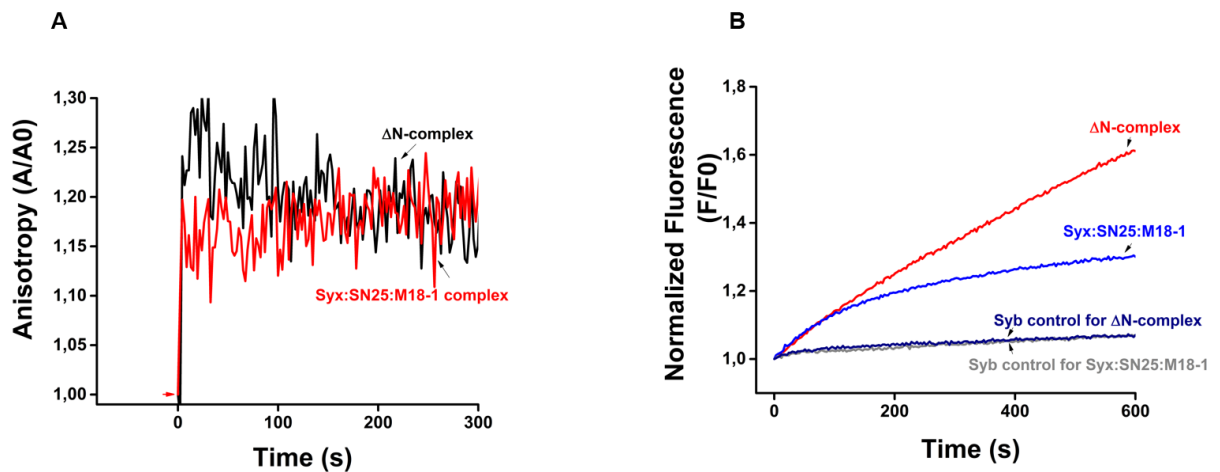 A
Anisotropy (A/A0)
1,30
1,25
1,20
1,15
1,10
1,05
1,00
ΔN-complex
Syx:SN25:M18-1 complex
0
100
200
300
Time (s)
B
Normalized Fluorescence
(F/F0)
1,8
1,6
1,4
1,2
1,0
ΔN-complex
Syx:SN25:M18-1
Syb control for ΔN-complex
Syb control for Syx:SN25:M18-1
0
200
400
600
Time (s)